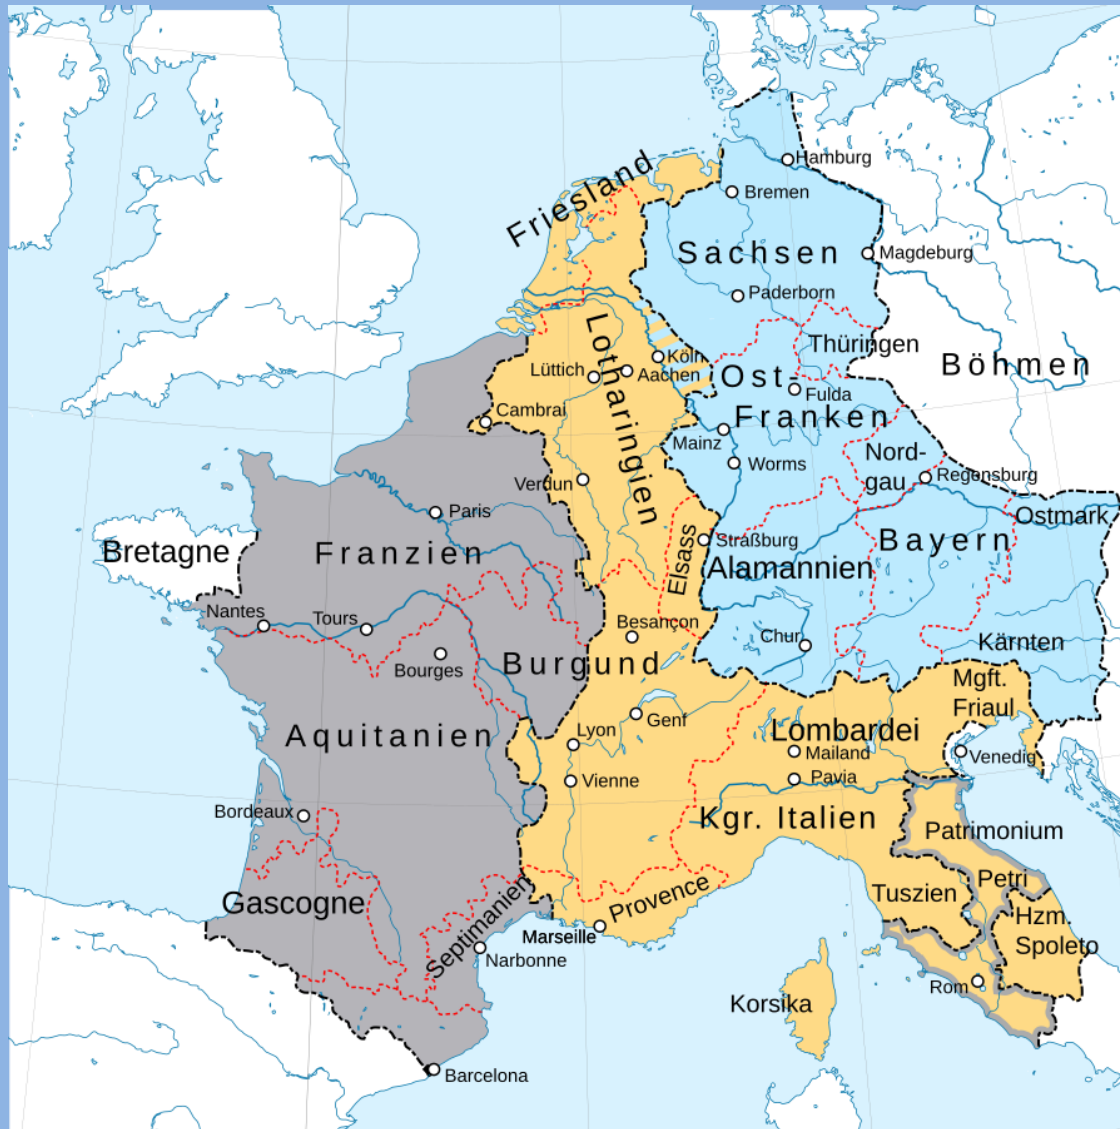 Friesland
Hamburg
Bremen
Sachsen
Magdeburg
Paderborn
Thüringen
Böhmen
Lotharingien
Köln
Lüttich
Aachen
Ost
Fulda
Cambrai
Franken
Mainz
Nord-
gau
Worms
Regensburg
Verdun
Paris
Ostmark
Bretagne
Franzien
Elsass
Straßburg
Bayern
Alamannien
Nantes
Tours
Besançon
Chur
Kärnten
Bourges
Burgund
Mgft.
Friaul
Genf
Aquitanien
Lyon
Lombardei
Mailand
Venedig
Vienne
Pavia
Bordeaux
Kgr. Italien
Patrimonium
Petri
Gascogne
Septimanien
Provence
Tuszien
Hzm.
Spoleto
Marseille
Narbonne
Rom
Korsika
Barcelona